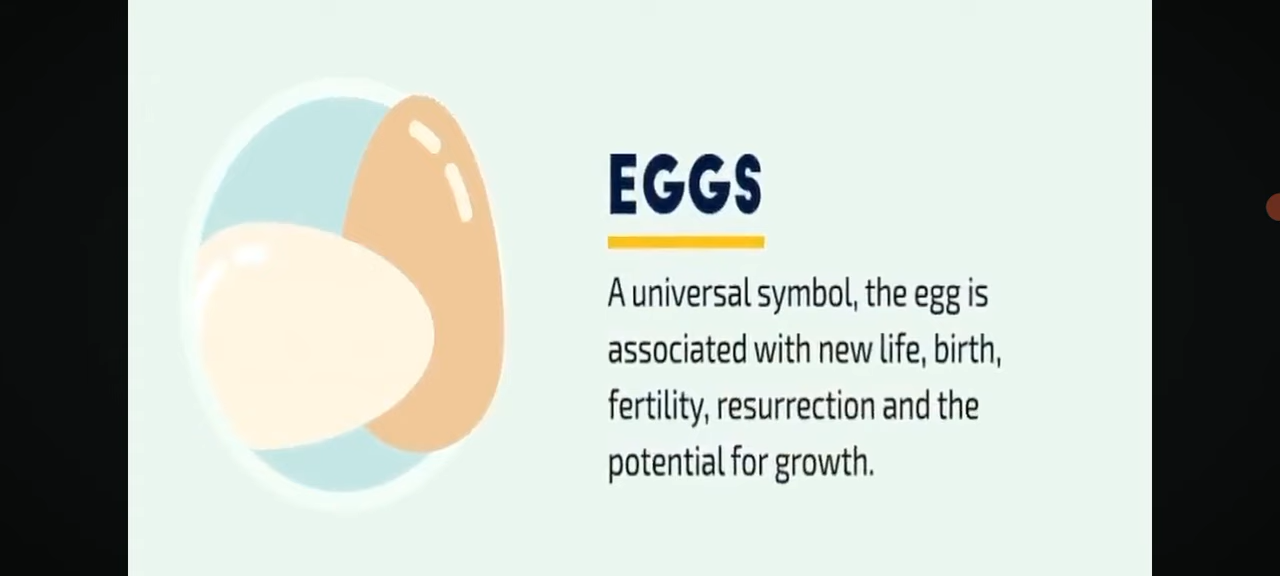 EGGS
A universal symbol, the egg is
associated with new life, birth,
fertility, resurrection and the
potential for growth.